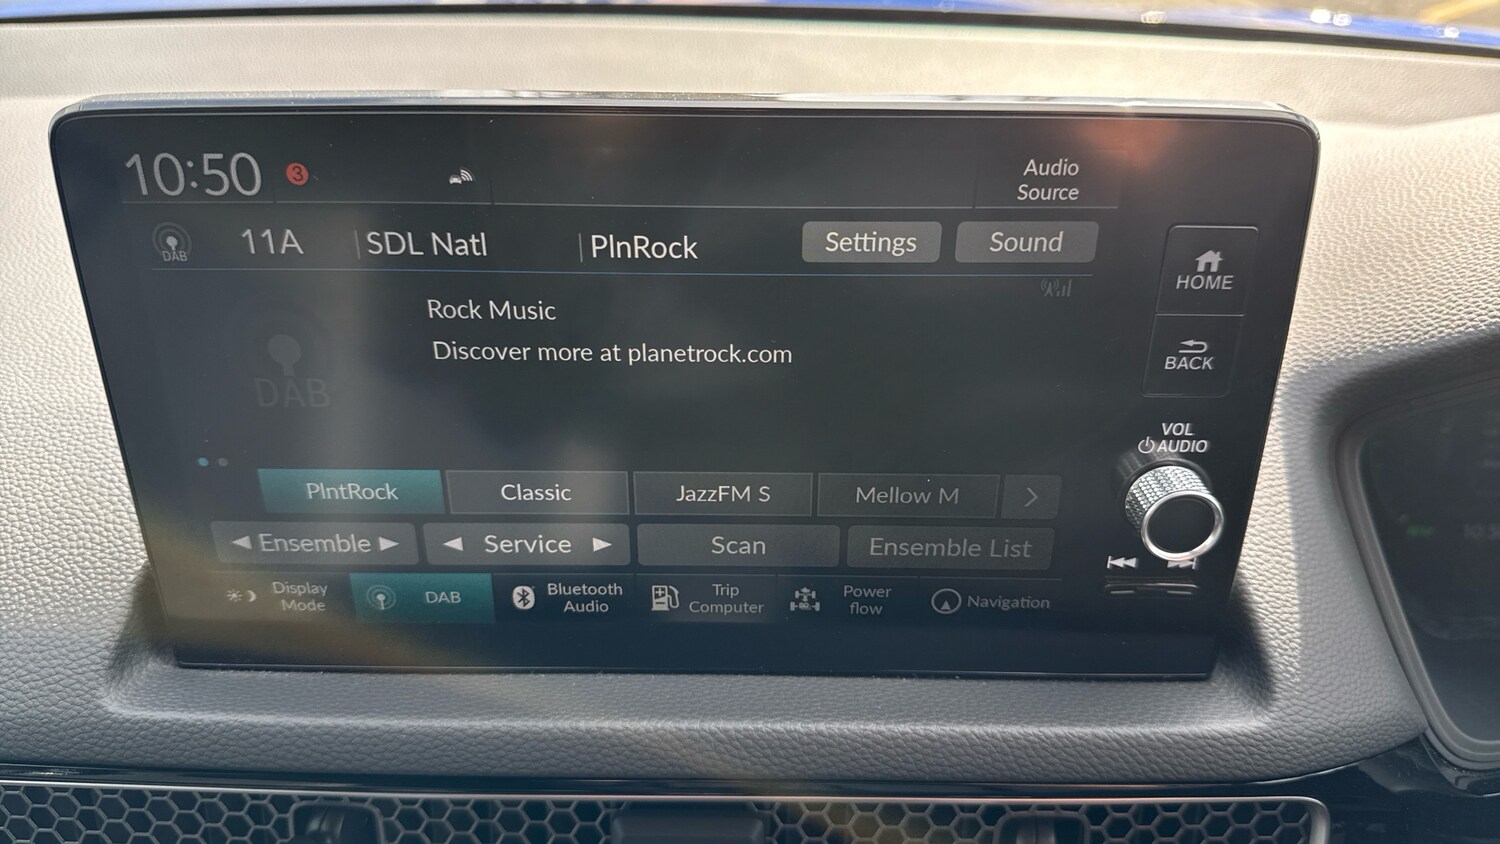 10:50 3 Audio
Source
DAB 11A SDL Natl PlnRock Settings Sound
Rock Music
Discover more at planetrock.com
DAB
HOME
BACK
VOL
AUDIO
PlntRock Classic JazzFM S Mellow M
Ensemble Service Scan Ensemble List
Display
Mode
DAB
Bluetooth
Audio
Trip
Computer
Power
flow
Navigation